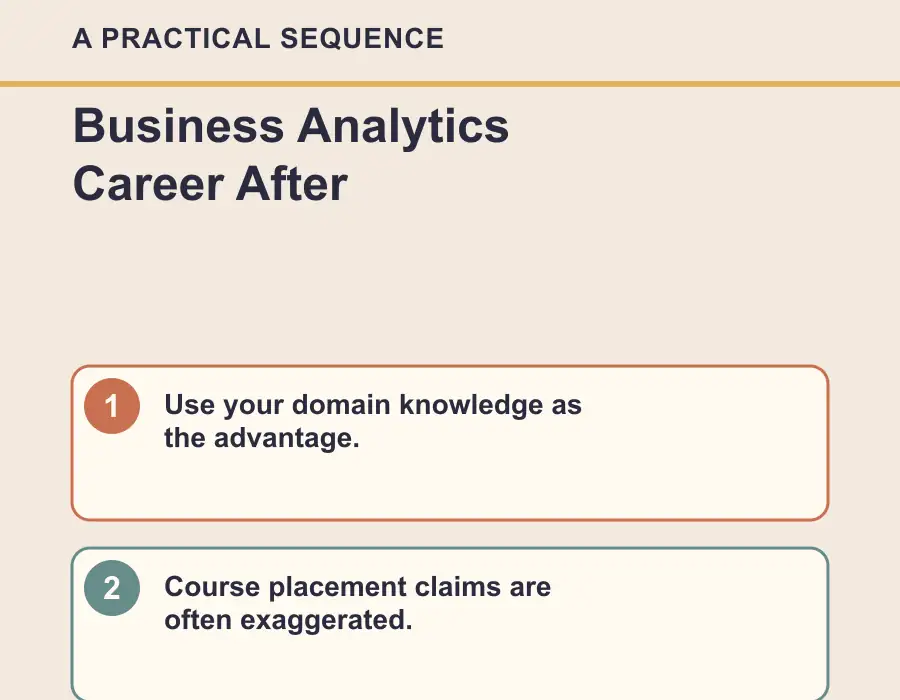 A PRACTICAL SEQUENCE
Business Analytics
Career After
1
Use your domain knowledge as
the advantage.
2
Course placement claims are
often exaggerated.